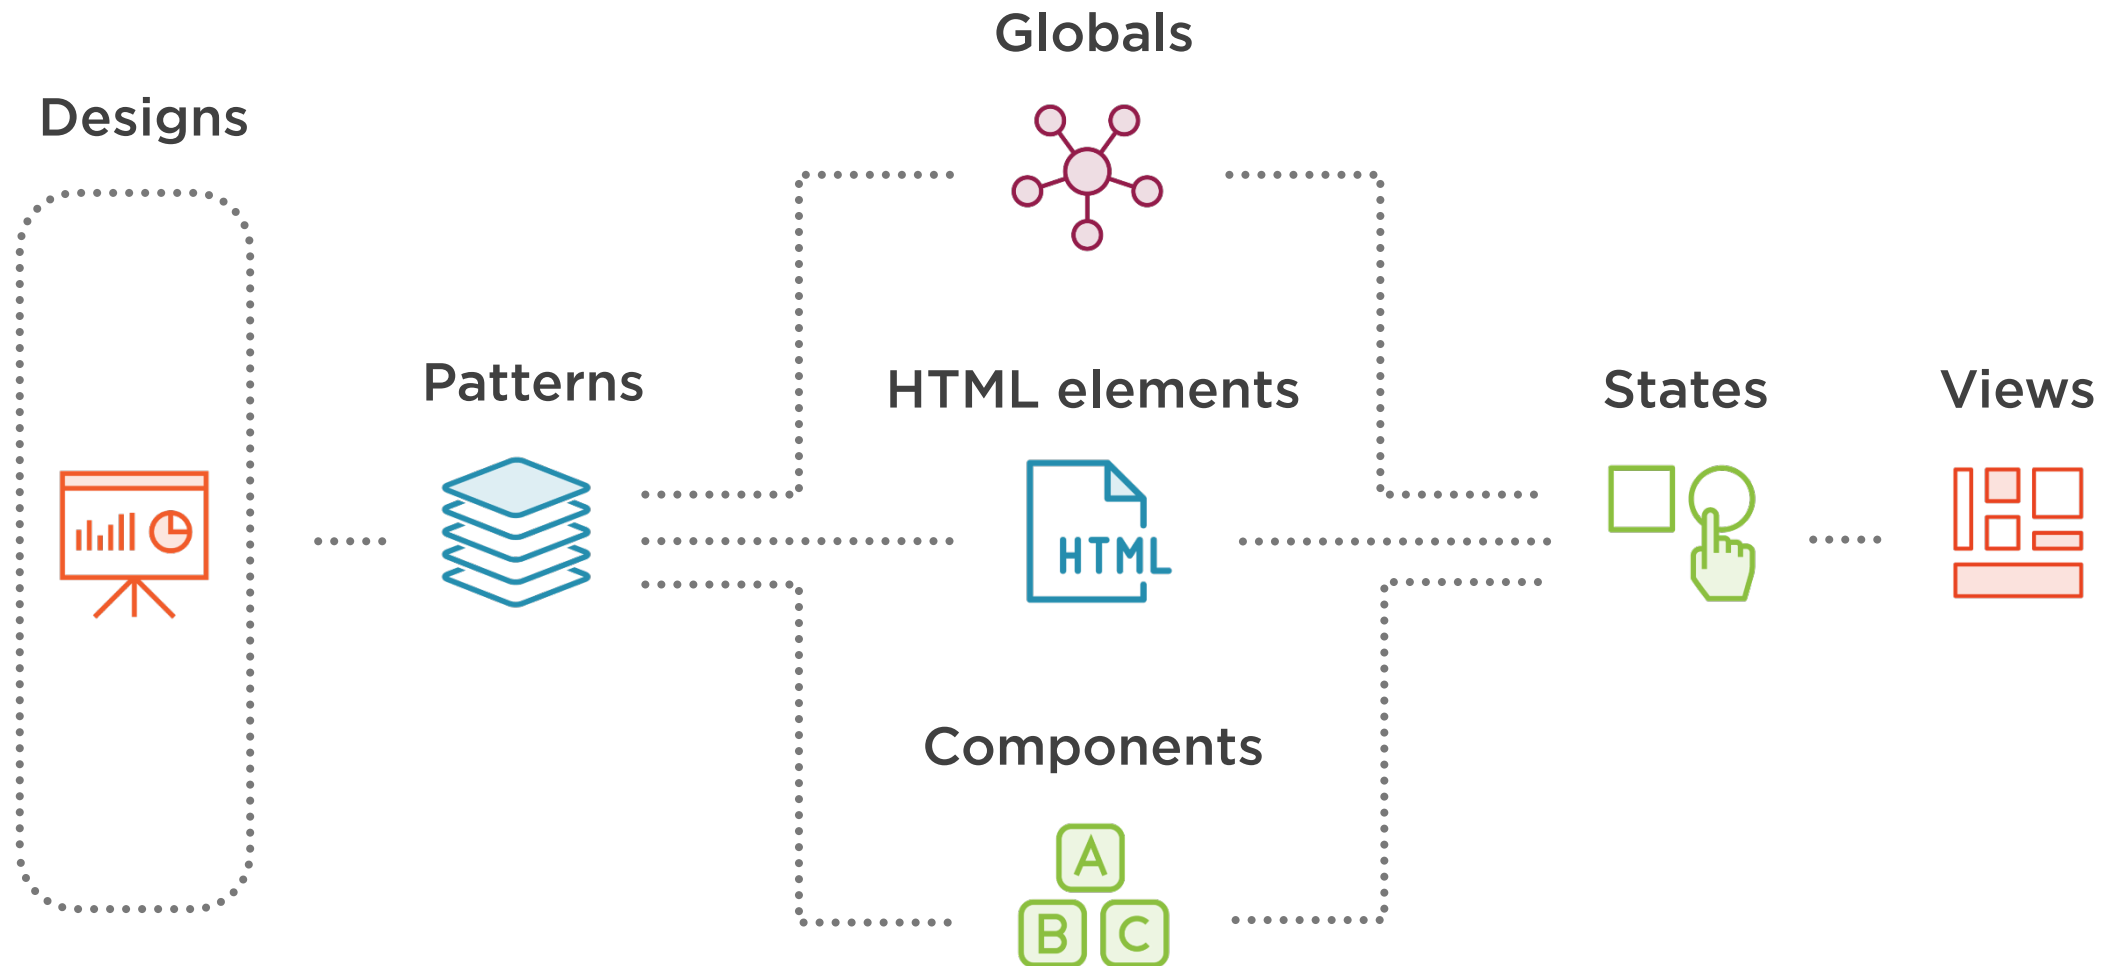 Globals
Designs
Patterns
HTML elements
States
Views
HTML
Components
A
B
C